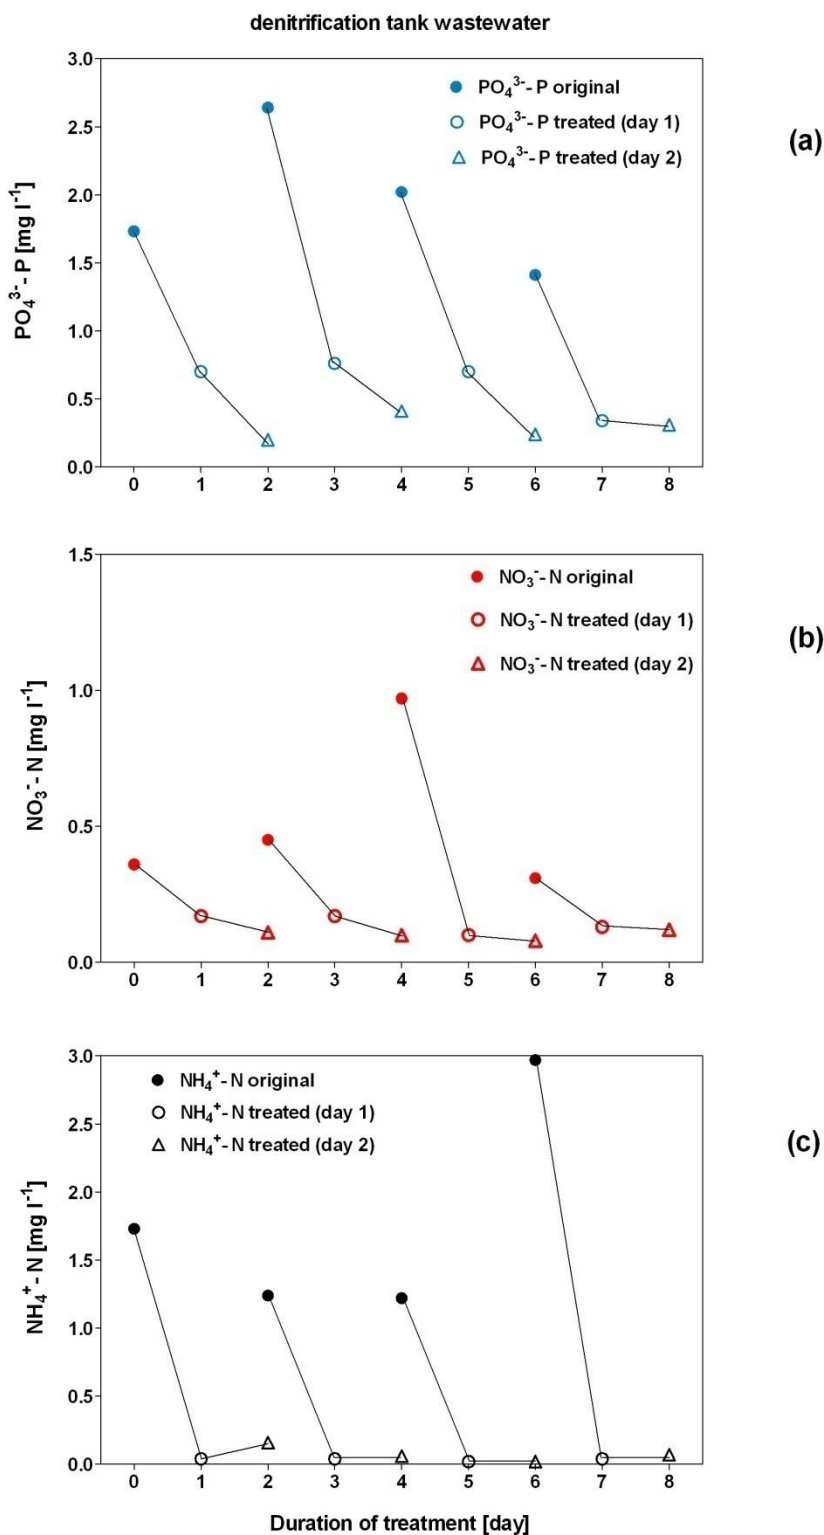 denitrification tank wastewater
3.0
2.5
2.0
1.5
1.0
0.5
0.0
PO₄³⁻- P [mg l⁻¹]
PO₄³⁻- P original
PO₄³⁻- P treated (day 1)
PO₄³⁻- P treated (day 2)
(a)
0 1 2 3 4 5 6 7 8
1.5
1.0
0.5
0.0
NO₃⁻- N [mg l⁻¹]
NO₃⁻- N original
NO₃⁻- N treated (day 1)
NO₃⁻- N treated (day 2)
(b)
0 1 2 3 4 5 6 7 8
3.0
2.5
2.0
1.5
1.0
0.5
0.0
NH₄⁺- N [mg l⁻¹]
NH₄⁺- N original
NH₄⁺- N treated (day 1)
NH₄⁺- N treated (day 2)
(c)
0 1 2 3 4 5 6 7 8
Duration of treatment [day]